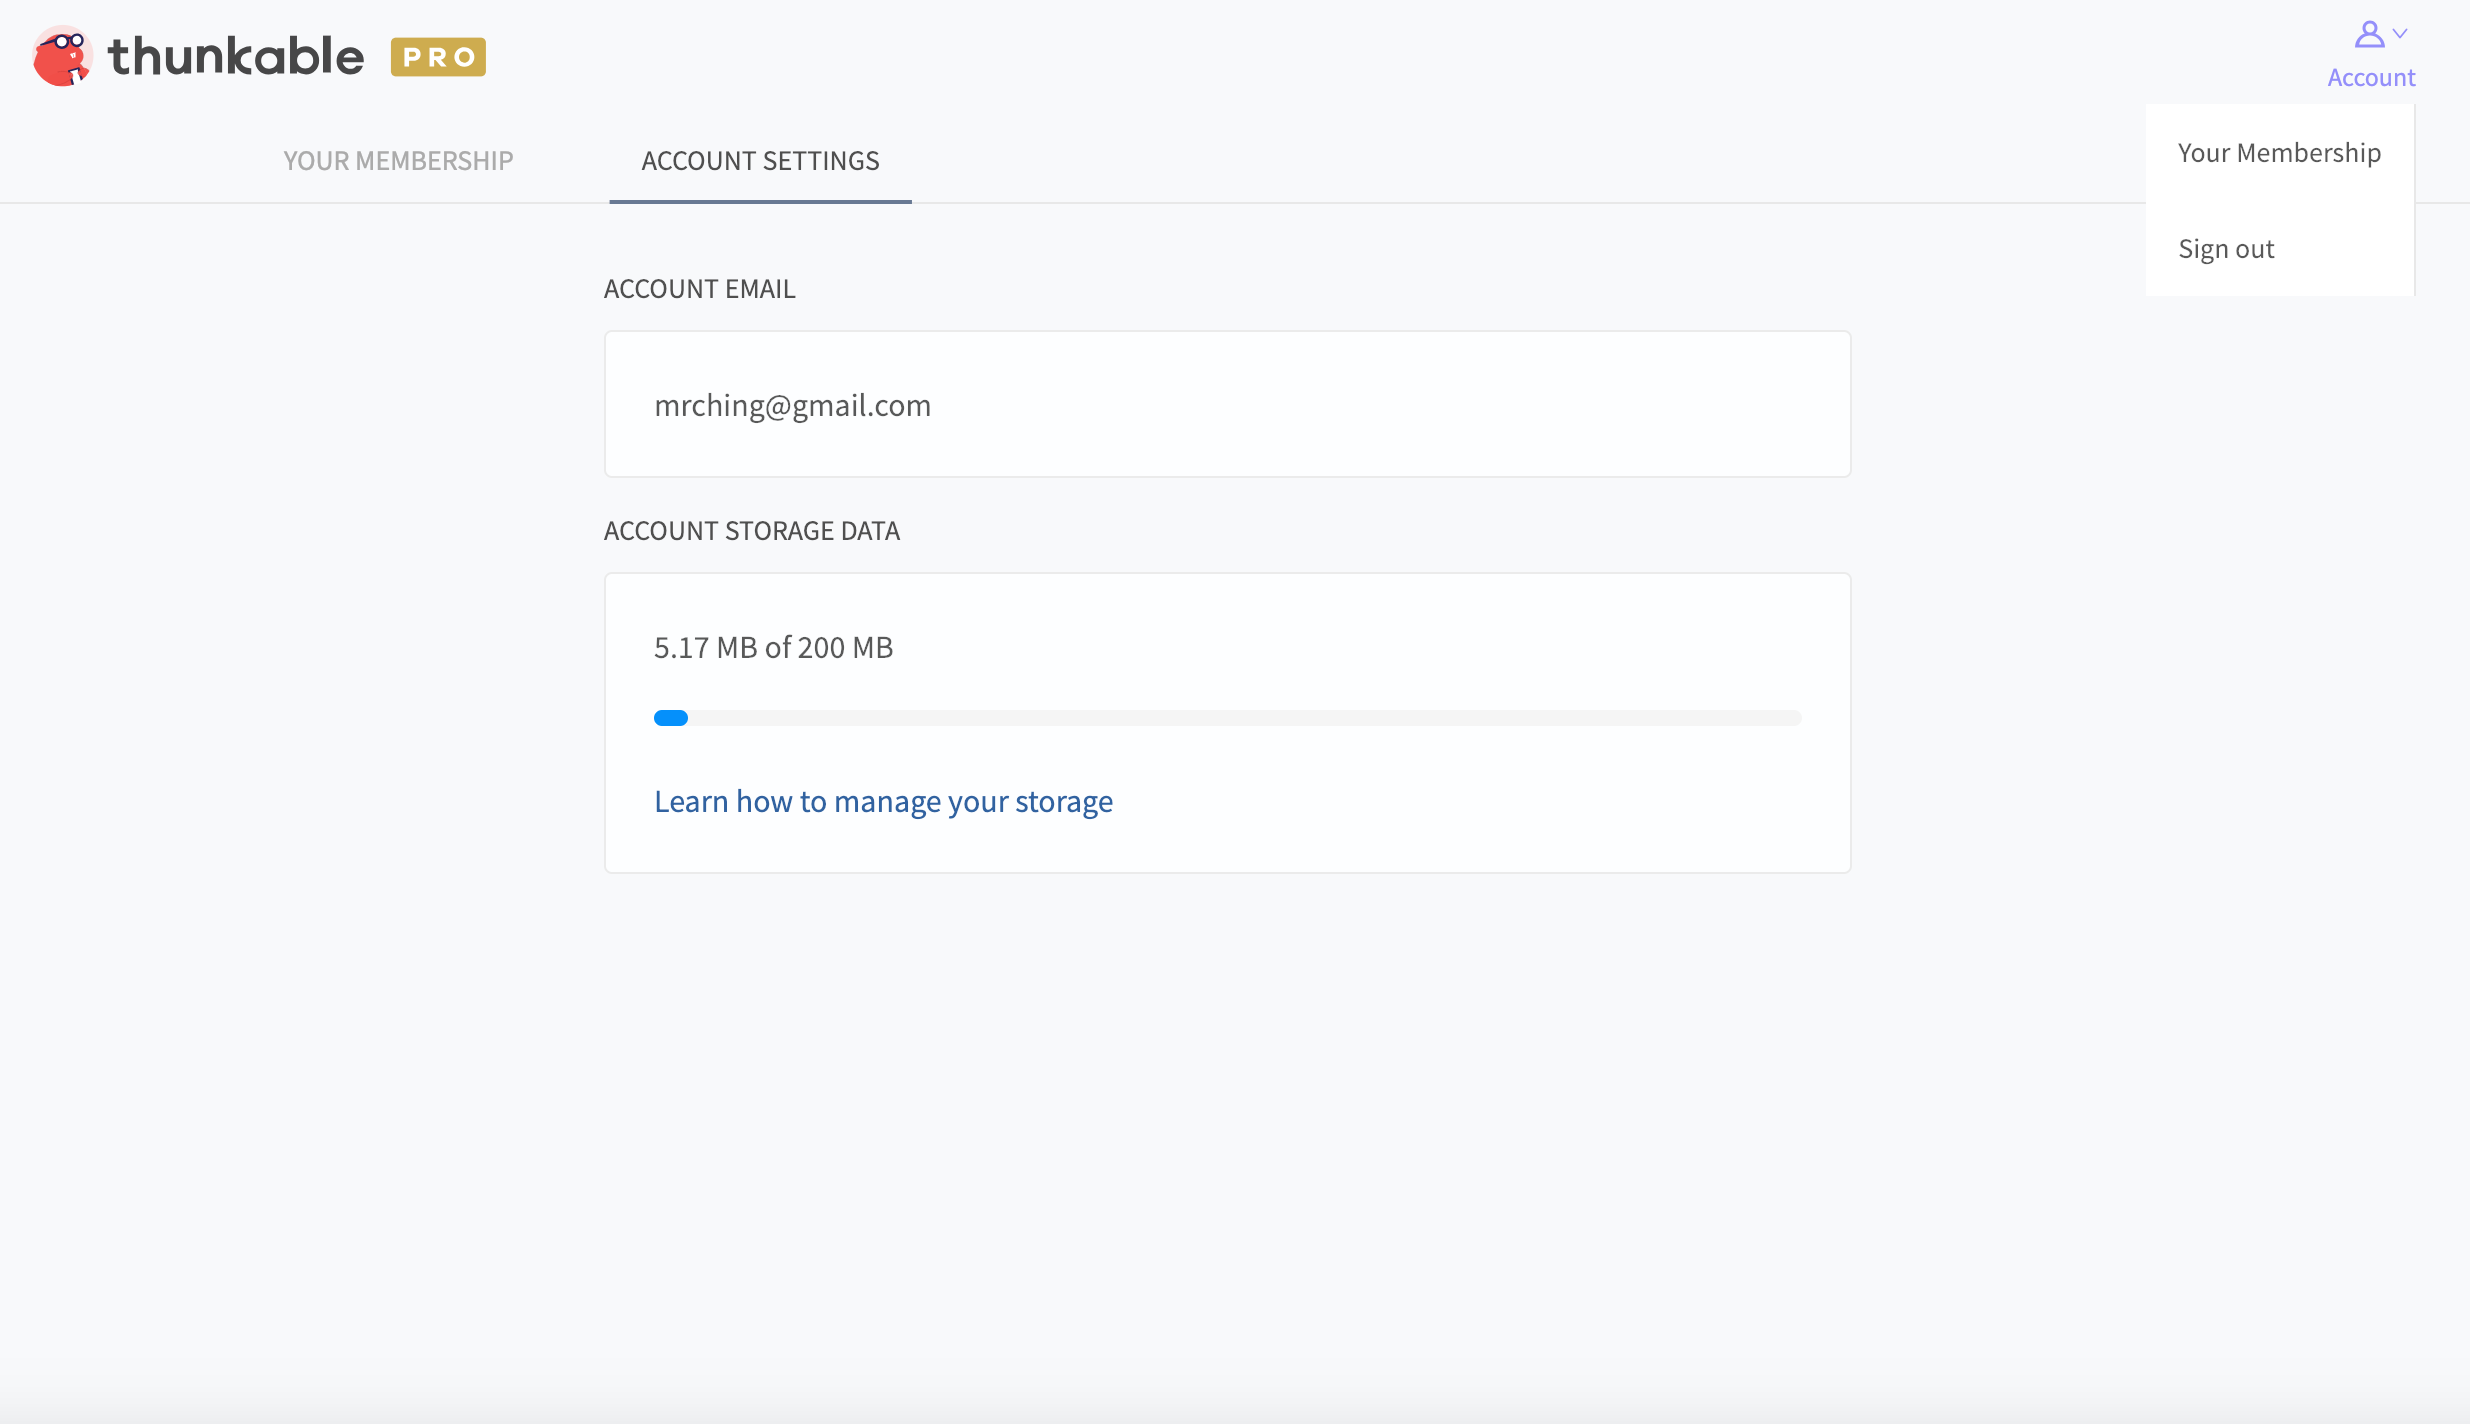 thunkable PRO
Account
YOUR MEMBERSHIP
ACCOUNT SETTINGS
Your Membership
Sign out
ACCOUNT EMAIL
mrching@gmail.com
ACCOUNT STORAGE DATA
5.17 MB of 200 MB
Learn how to manage your storage